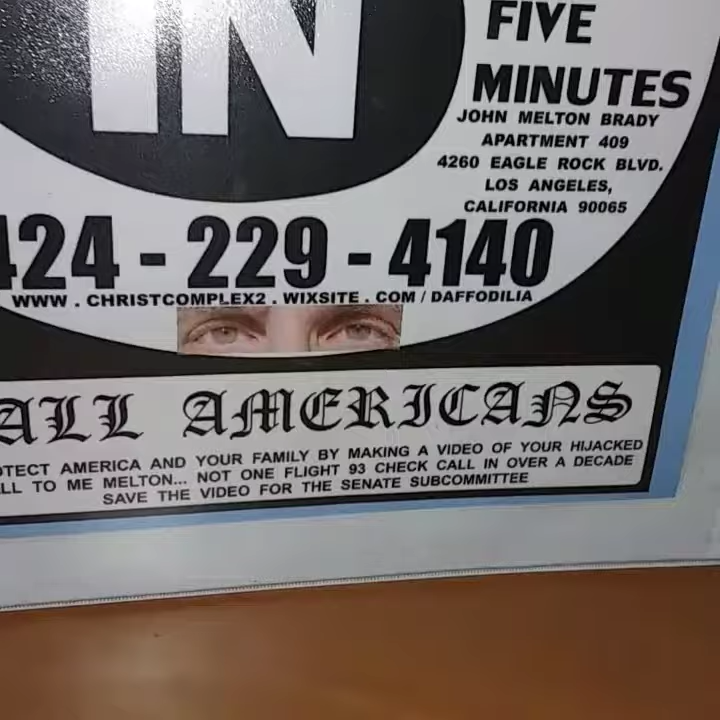 IN
FIVE
MINUTES
JOHN MELTON BRADY
APARTMENT 409
4260 EAGLE ROCK BLVD.
LOS ANGELES,
CALIFORNIA 90065
424 - 229 - 4140
WWW . CHRISTCOMPLEX2 . WIXSITE . COM / DAFFODILIA
ALL AMERICANS
OTECT AMERICA AND YOUR FAMILY BY MAKING A VIDEO OF YOUR HIJACKED
LL TO ME MELTON... NOT ONE FLIGHT 93 CHECK CALL IN OVER A DECADE
SAVE THE VIDEO FOR THE SENATE SUBCOMMITTEE